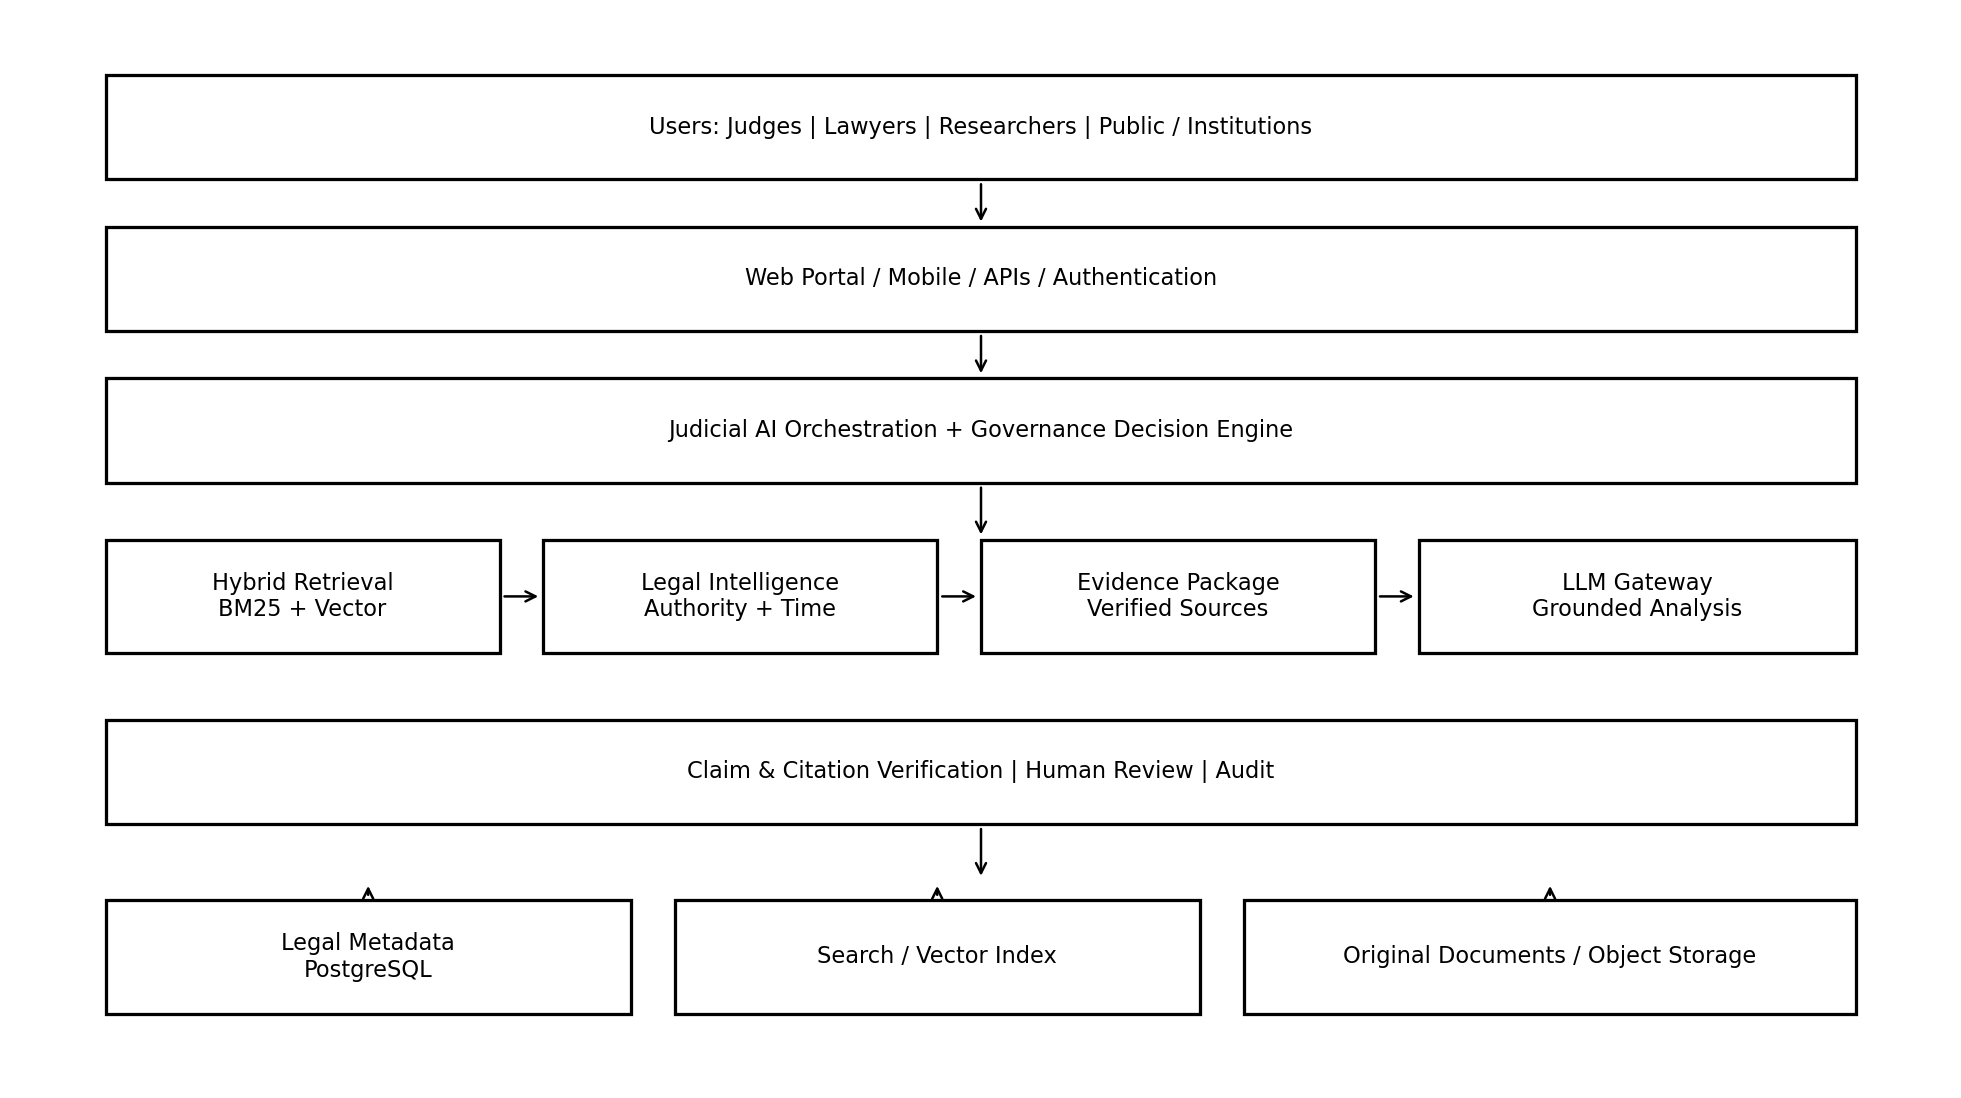 Users: Judges | Lawyers | Researchers | Public / Institutions
Web Portal / Mobile / APIs / Authentication
Judicial AI Orchestration + Governance Decision Engine
Hybrid Retrieval
BM25 + Vector
Legal Intelligence
Authority + Time
Evidence Package
Verified Sources
LLM Gateway
Grounded Analysis
Claim & Citation Verification | Human Review | Audit
Legal Metadata
PostgreSQL
Search / Vector Index
Original Documents / Object Storage